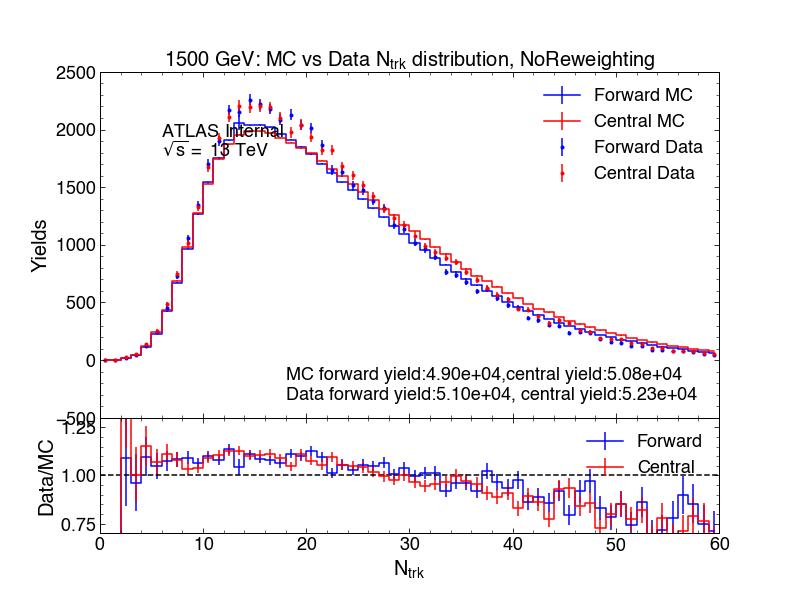 1500 GeV: MC vs Data N_trk distribution, NoReweighting
2500
2000
1500
1000
500
0
−500
Yields
ATLAS Internal
√s = 13 TeV
Forward MC
Central MC
Forward Data
Central Data
MC forward yield:4.90e+04,central yield:5.08e+04
Data forward yield:5.10e+04, central yield:5.23e+04
1.25
1.00
0.75
Data/MC
Forward
Central
0 10 20 30 40 50 60
N_trk